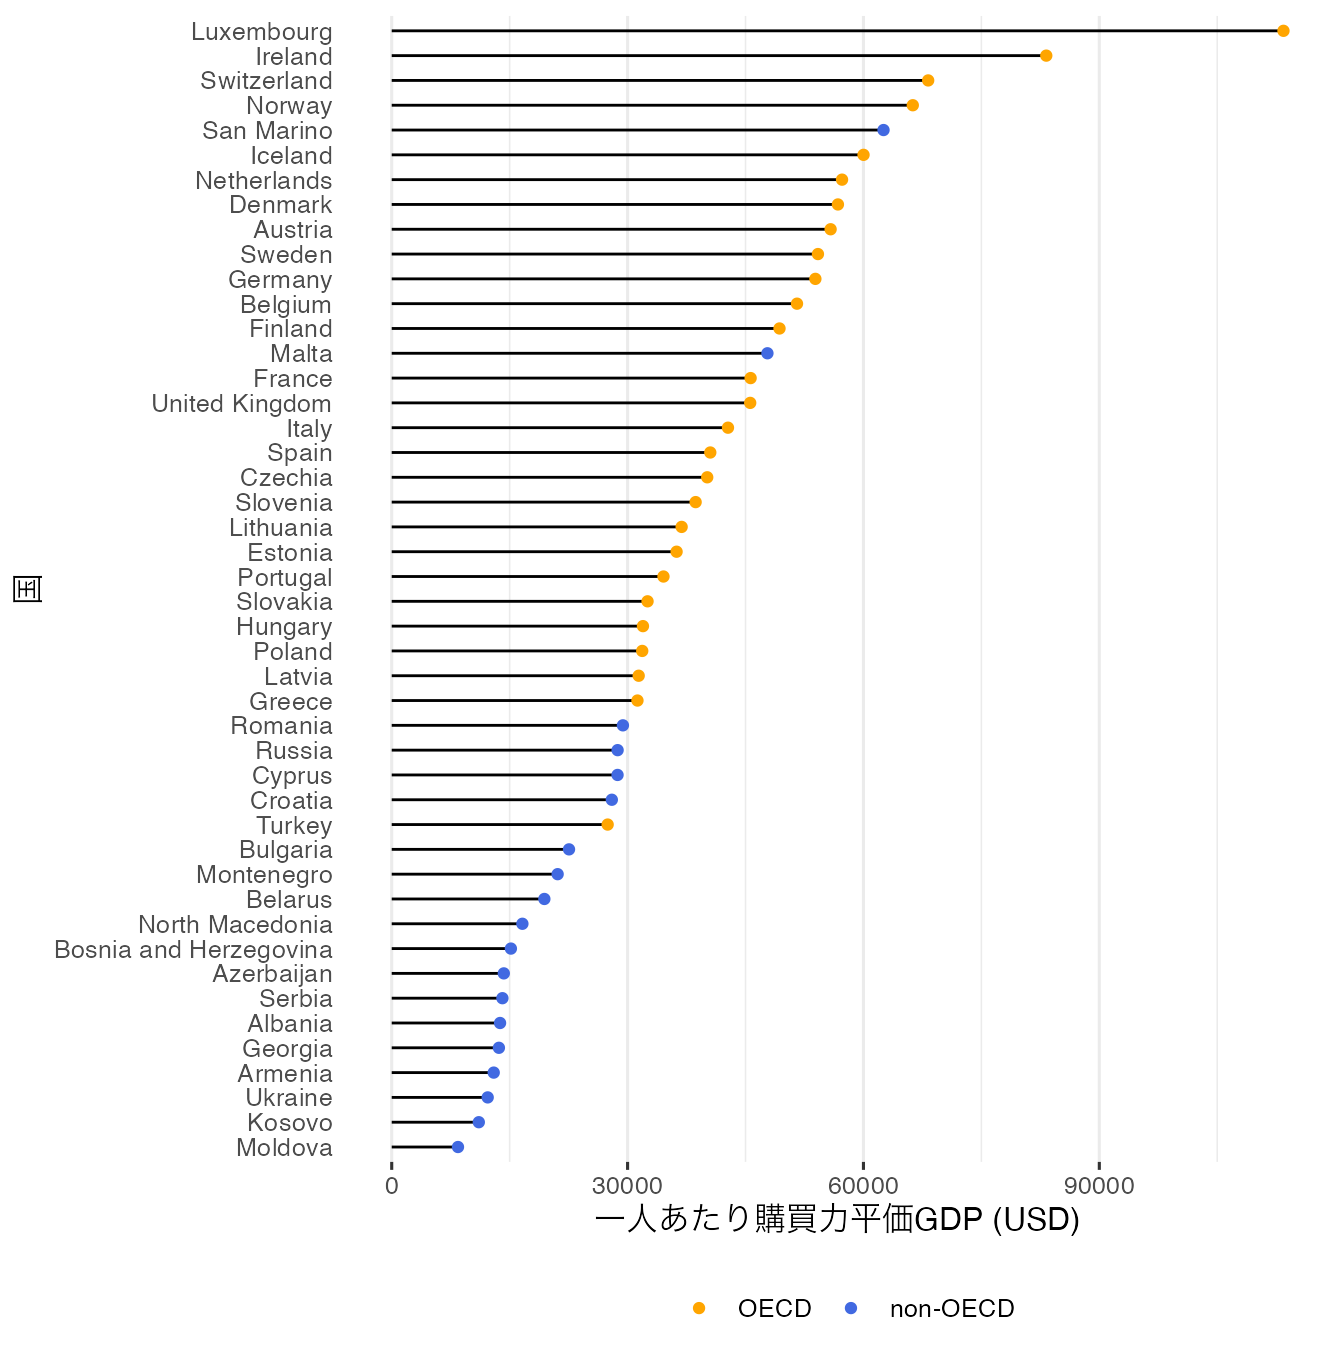 Luxembourg
Ireland
Switzerland
Norway
San Marino
Iceland
Netherlands
Denmark
Austria
Sweden
Germany
Belgium
Finland
Malta
France
United Kingdom
Italy
Spain
Czechia
Slovenia
Lithuania
Estonia
Portugal
Slovakia
Hungary
Poland
Latvia
Greece
Romania
Russia
Cyprus
Croatia
Turkey
Bulgaria
Montenegro
Belarus
North Macedonia
Bosnia and Herzegovina
Azerbaijan
Serbia
Albania
Georgia
Armenia
Ukraine
Kosovo
Moldova
国
0 30000 60000 90000
一人あたり購買力平価GDP (USD)
OECD non-OECD